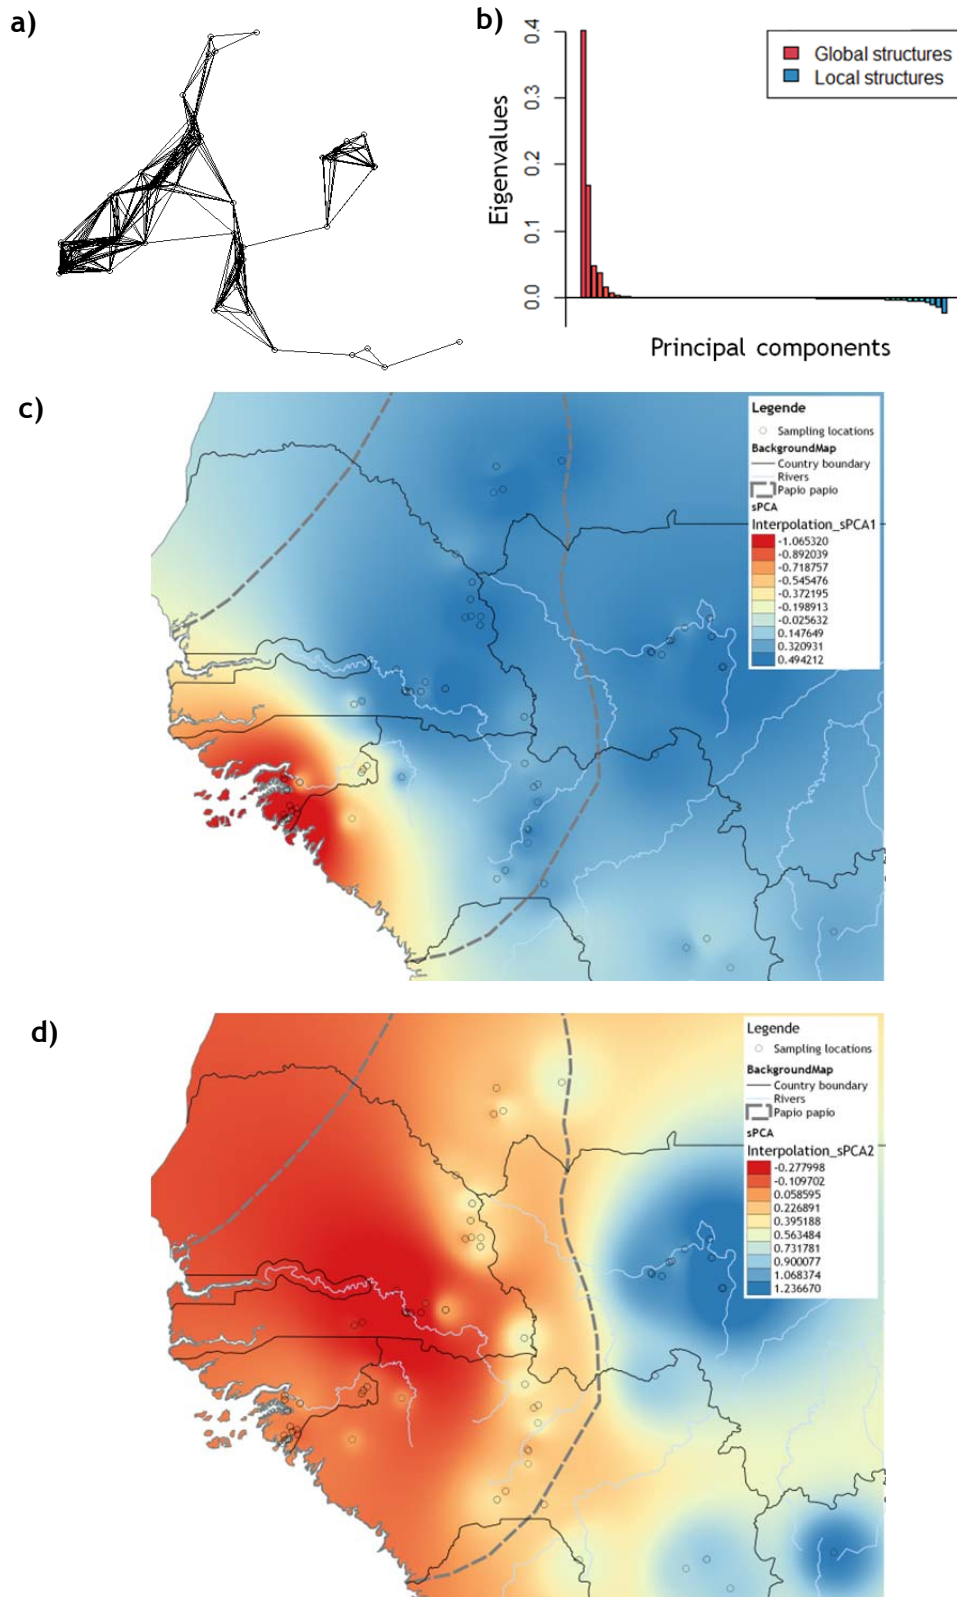 a)
b)
0.4
0.3
0.2
0.1
0.0
Eigenvalues
Global structures
Local structures
Principal components
c)
Legende
Sampling locations
BackgroundMap
Country boundary
Rivers
Papio papio
sPCA
Interpolation_sPCA1
-1.065320
-0.892039
-0.718757
-0.545476
-0.372195
-0.198913
-0.025632
0.147649
0.320931
0.494212
d)
Legende
Sampling locations
BackgroundMap
Country boundary
Rivers
Papio papio
sPCA
Interpolation_sPCA2
-0.277998
-0.109702
0.058595
0.226891
0.395188
0.563484
0.731781
0.900077
1.068374
1.236670